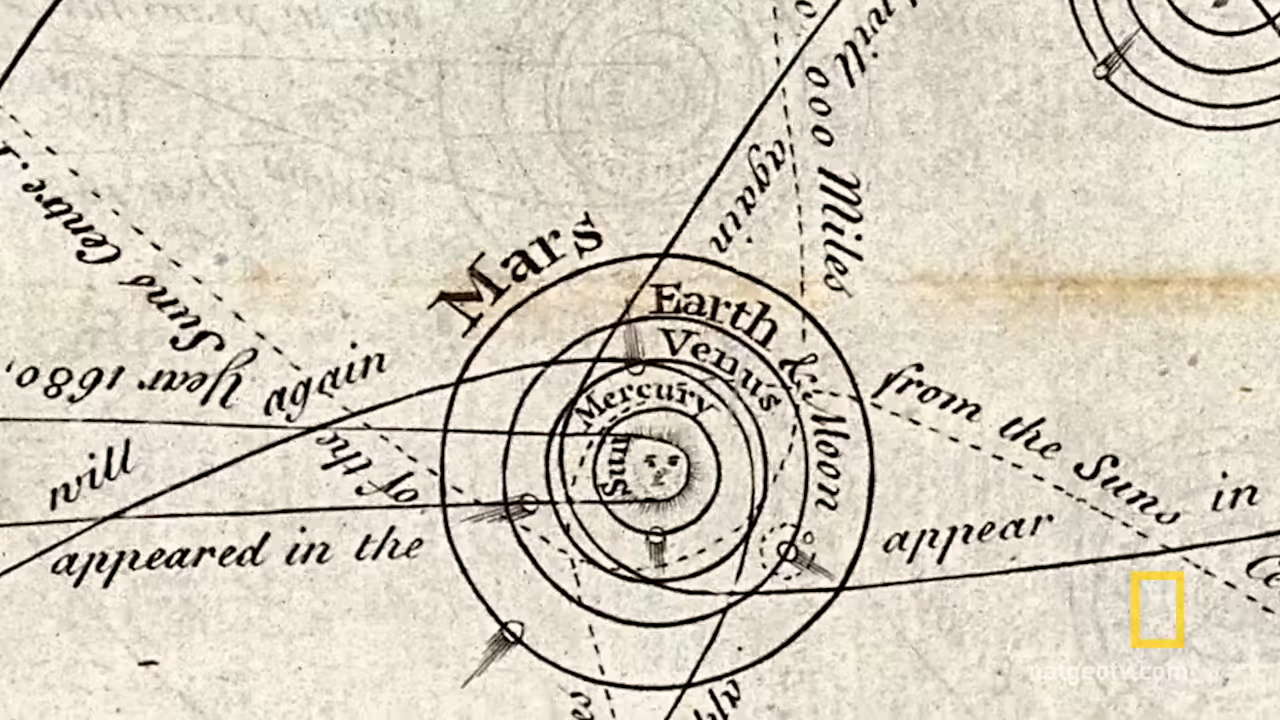 will
ooo Miles
again
Suns Centre.
Mars
Earth & Moon
Venus
Mercury
Sun
Year 1680,
again
will
of the
appeared in the
from the Suns
in
appear
natgeotv.com